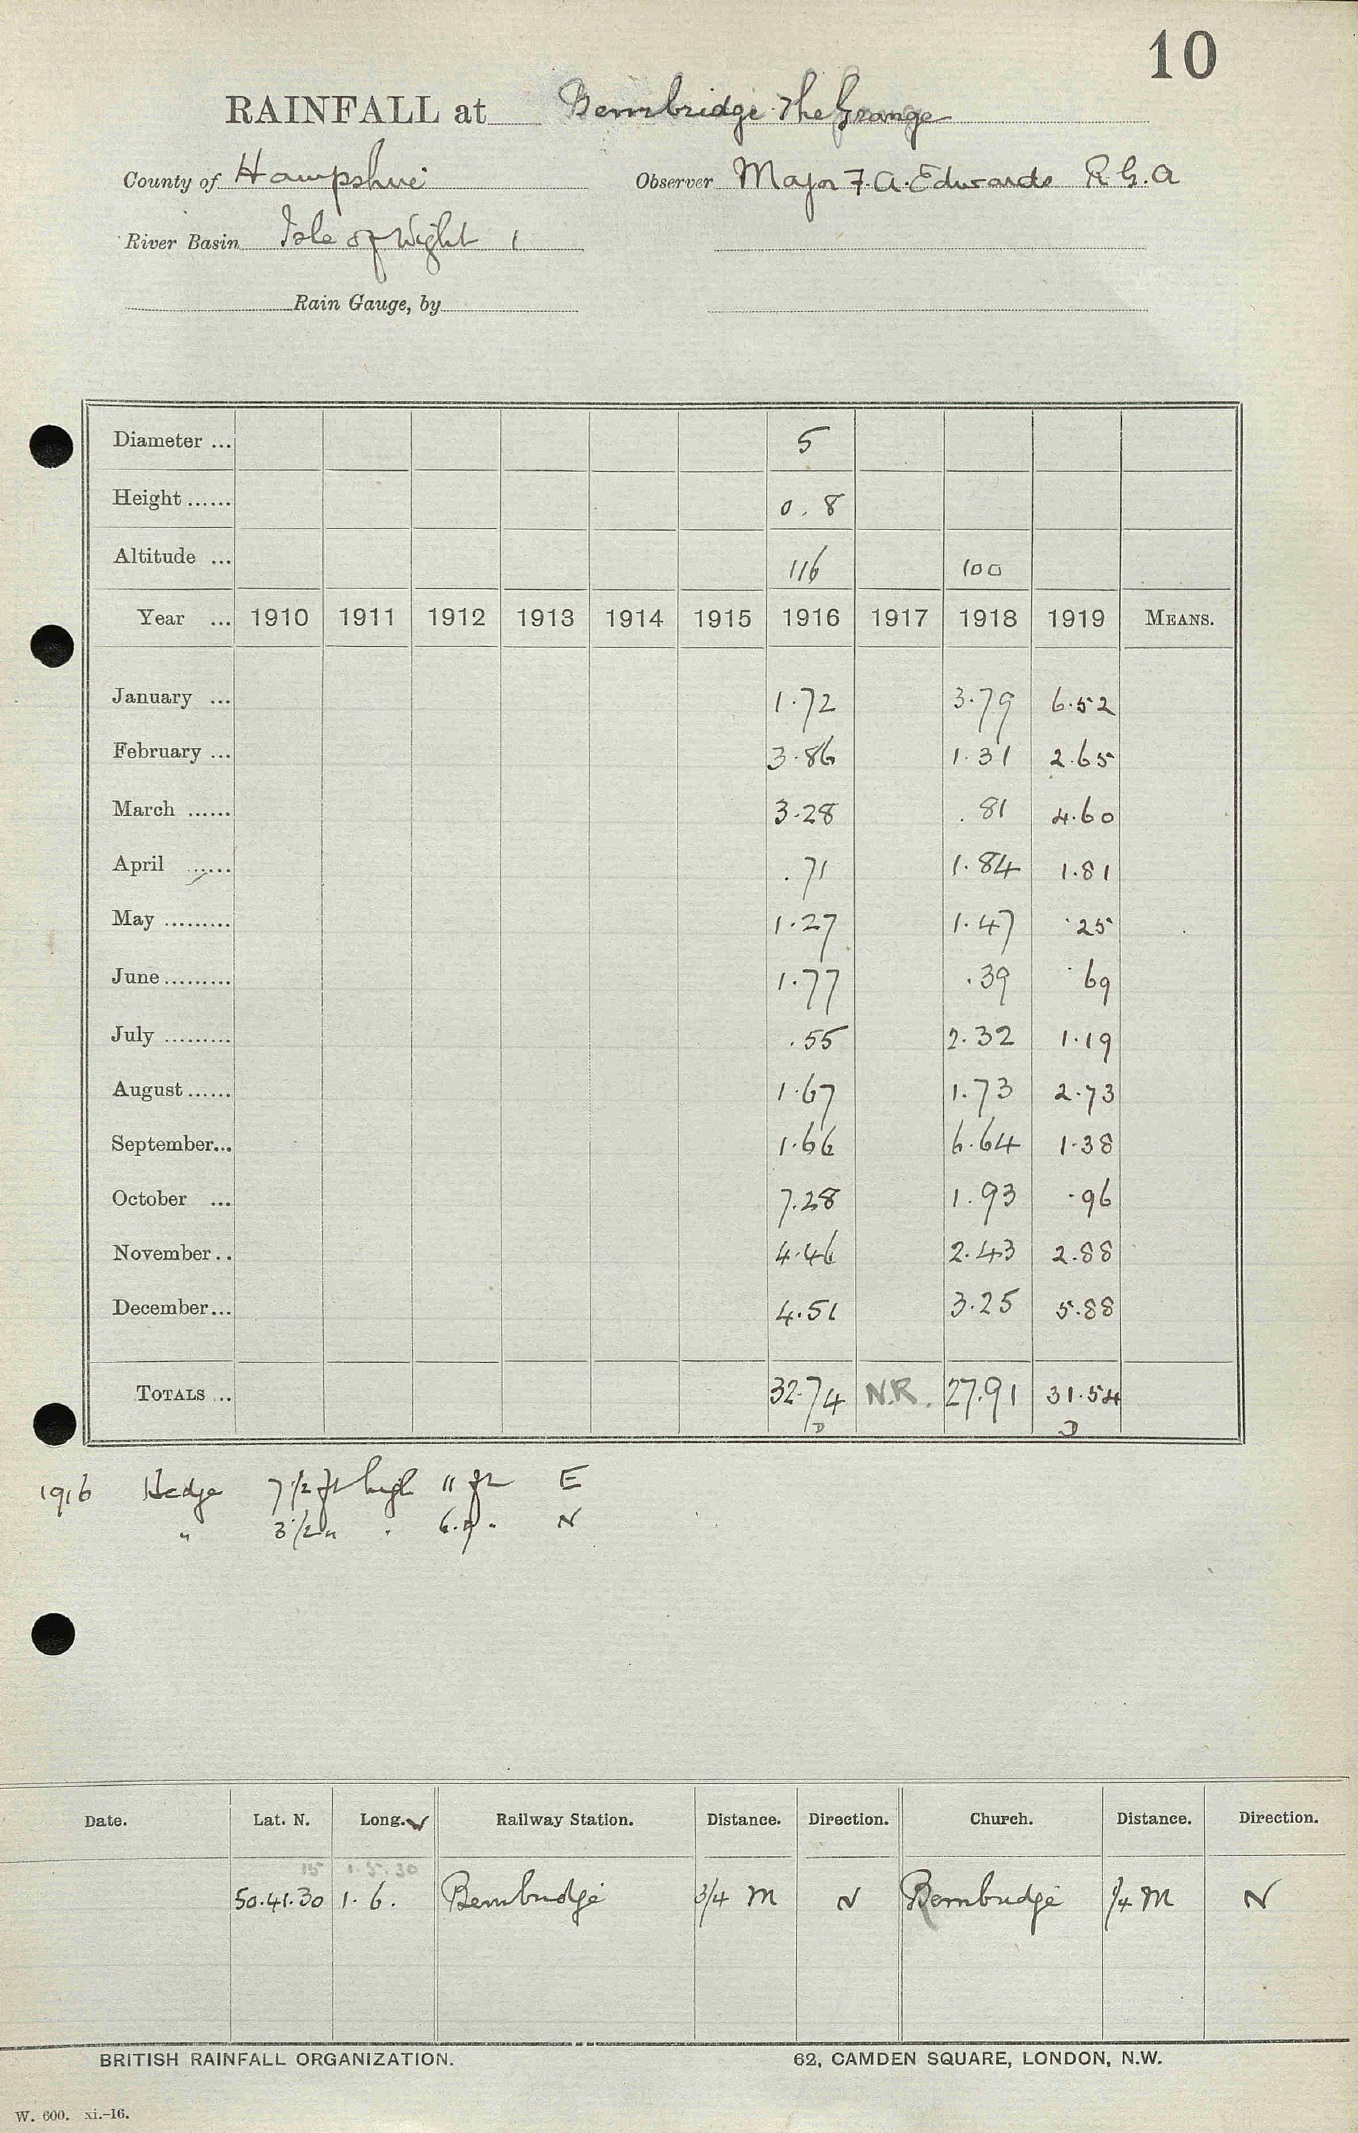 10
RAINFALL at Bembridge. The Grange
County of Hampshire Observer Major F. A. Edwards R G. A
River Basin Isle of Wight 1
Rain Gauge, by
Diameter ... 5
Height ...... 0.8
Altitude ... 116 100
Year ... 1910 1911 1912 1913 1914 1915 1916 1917 1918 1919 MEANS.
January ... 1.72 3.79 6.52
February ... 3.86 1.31 2.65
March ...... 3.28 .81 4.60
April ...... .71 1.84 1.81
May ......... 1.27 1.47 .25
June ......... 1.77 .39 .69
July ......... .55 2.32 1.19
August ...... 1.67 1.73 2.73
September... 1.66 6.64 1.38
October ... 7.28 1.93 .96
November .. 4.46 2.43 2.88
December... 4.51 3.25 5.88
TOTALS ... 32.74 N.R. 27.91 31.54
D D
1916 Hedge 7 1/2 ft high 11 ft E
" 3 1/2 " " 6. " N
Date. Lat. N. Long. Railway Station. Distance. Direction. Church. Distance. Direction.
15 1.5.30
50.41.30 1. 6. Bembridge 3/4 M N Bembridge 1/4 M N
BRITISH RAINFALL ORGANIZATION. 62, CAMDEN SQUARE, LONDON, N.W.
W. 600. xi.-16.